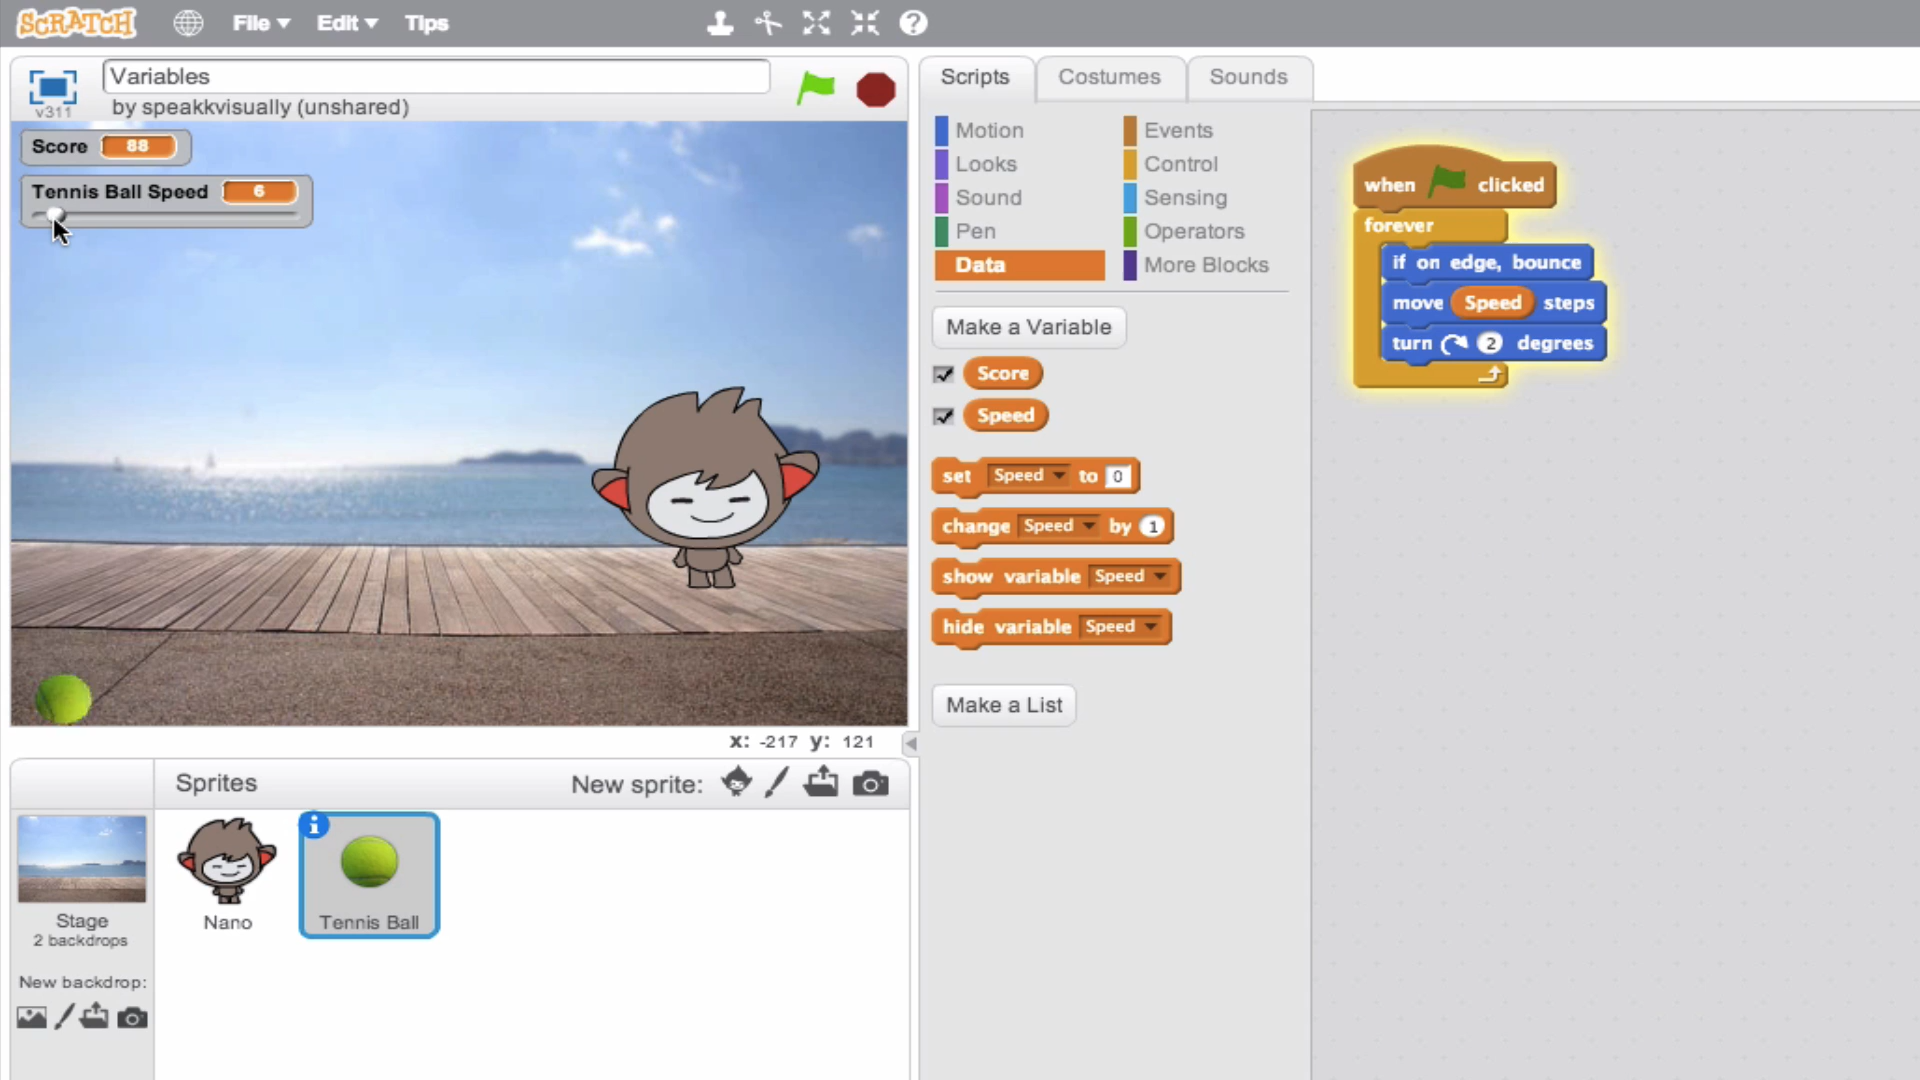 SCRATCH File Edit Tips
Variables
v311
by speakkvisually (unshared)
Score 88
Tennis Ball Speed 6
x: -217 y: 121
Sprites
New sprite:
Stage
2 backdrops
New backdrop:
Nano
Tennis Ball
Scripts Costumes Sounds
Motion Events
Looks Control
Sound Sensing
Pen Operators
Data More Blocks
Make a Variable
Score
Speed
set Speed to 0
change Speed by 1
show variable Speed
hide variable Speed
Make a List
when clicked
forever
if on edge, bounce
move Speed steps
turn 2 degrees